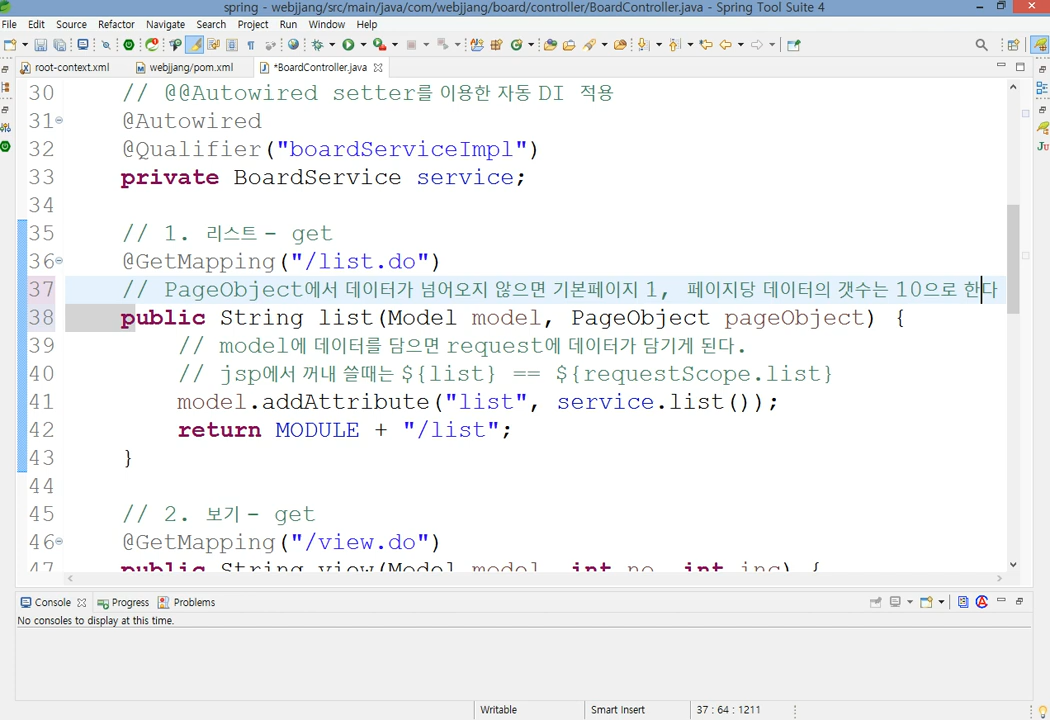 spring - webjjang/src/main/java/com/webjjang/board/controller/BoardController.java - Spring Tool Suite 4
File Edit Source Refactor Navigate Search Project Run Window Help
root-context.xml webjjang/pom.xml *BoardController.java
30 // @@Autowired setter를 이용한 자동 DI 적용
31 @Autowired
32 @Qualifier("boardServiceImpl")
33 private BoardService service;
34
35 // 1. 리스트 - get
36 @GetMapping("/list.do")
37 // PageObject에서 데이터가 넘어오지 않으면 기본페이지 1, 페이지당 데이터의 갯수는 10으로 한다
38 public String list(Model model, PageObject pageObject) {
39 // model에 데이터를 담으면 request에 데이터가 담기게 된다.
40 // jsp에서 꺼내 쓸때는 ${list} == ${requestScope.list}
41 model.addAttribute("list", service.list());
42 return MODULE + "/list";
43 }
44
45 // 2. 보기 - get
46 @GetMapping("/view.do")
47 public String view(Model model, int no, int inc) {
Console Progress Problems
No consoles to display at this time.
Writable Smart Insert 37 : 64 : 1211